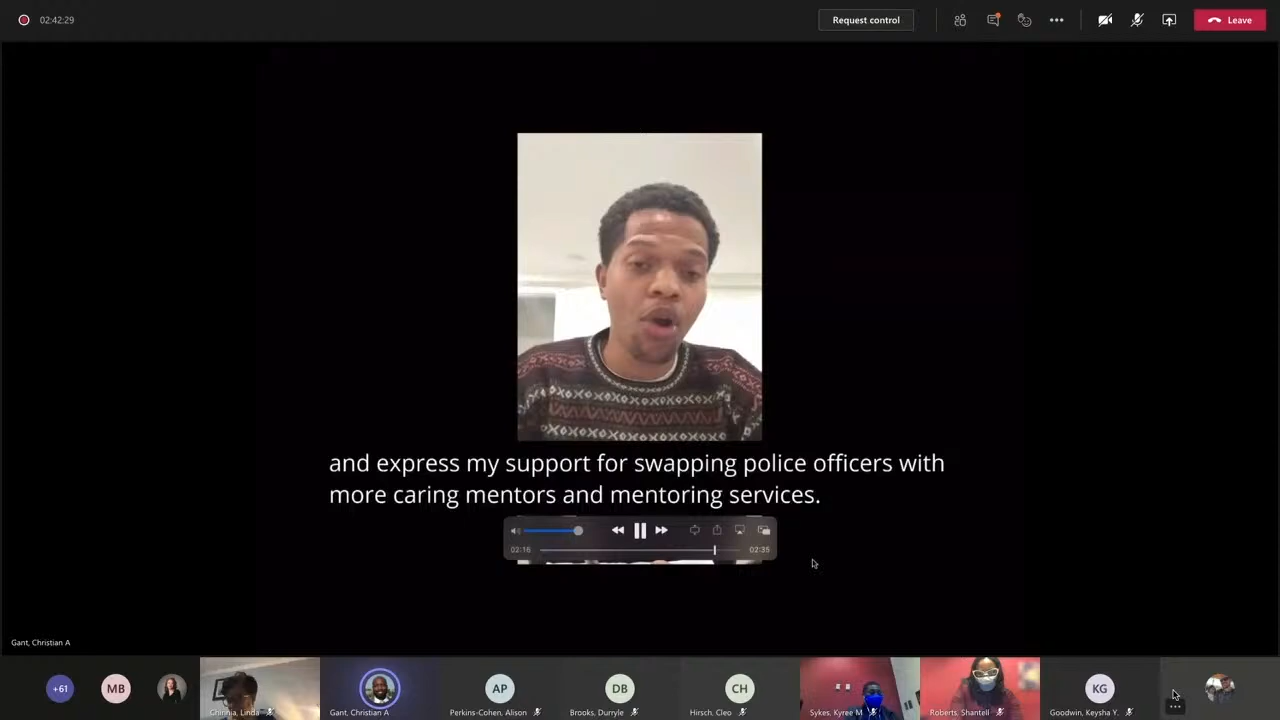 02:42:29
Request control
Leave
and express my support for swapping police officers with
more caring mentors and mentoring services.
02:16
02:35
Gant, Christian A
+61
MB
Chinnia, Linda
Gant, Christian A
AP
Perkins-Cohen, Alison
DB
Brooks, Durryle
CH
Hirsch, Cleo
Sykes, Kyree M
Roberts, Shantell
KG
Goodwin, Keysha Y.